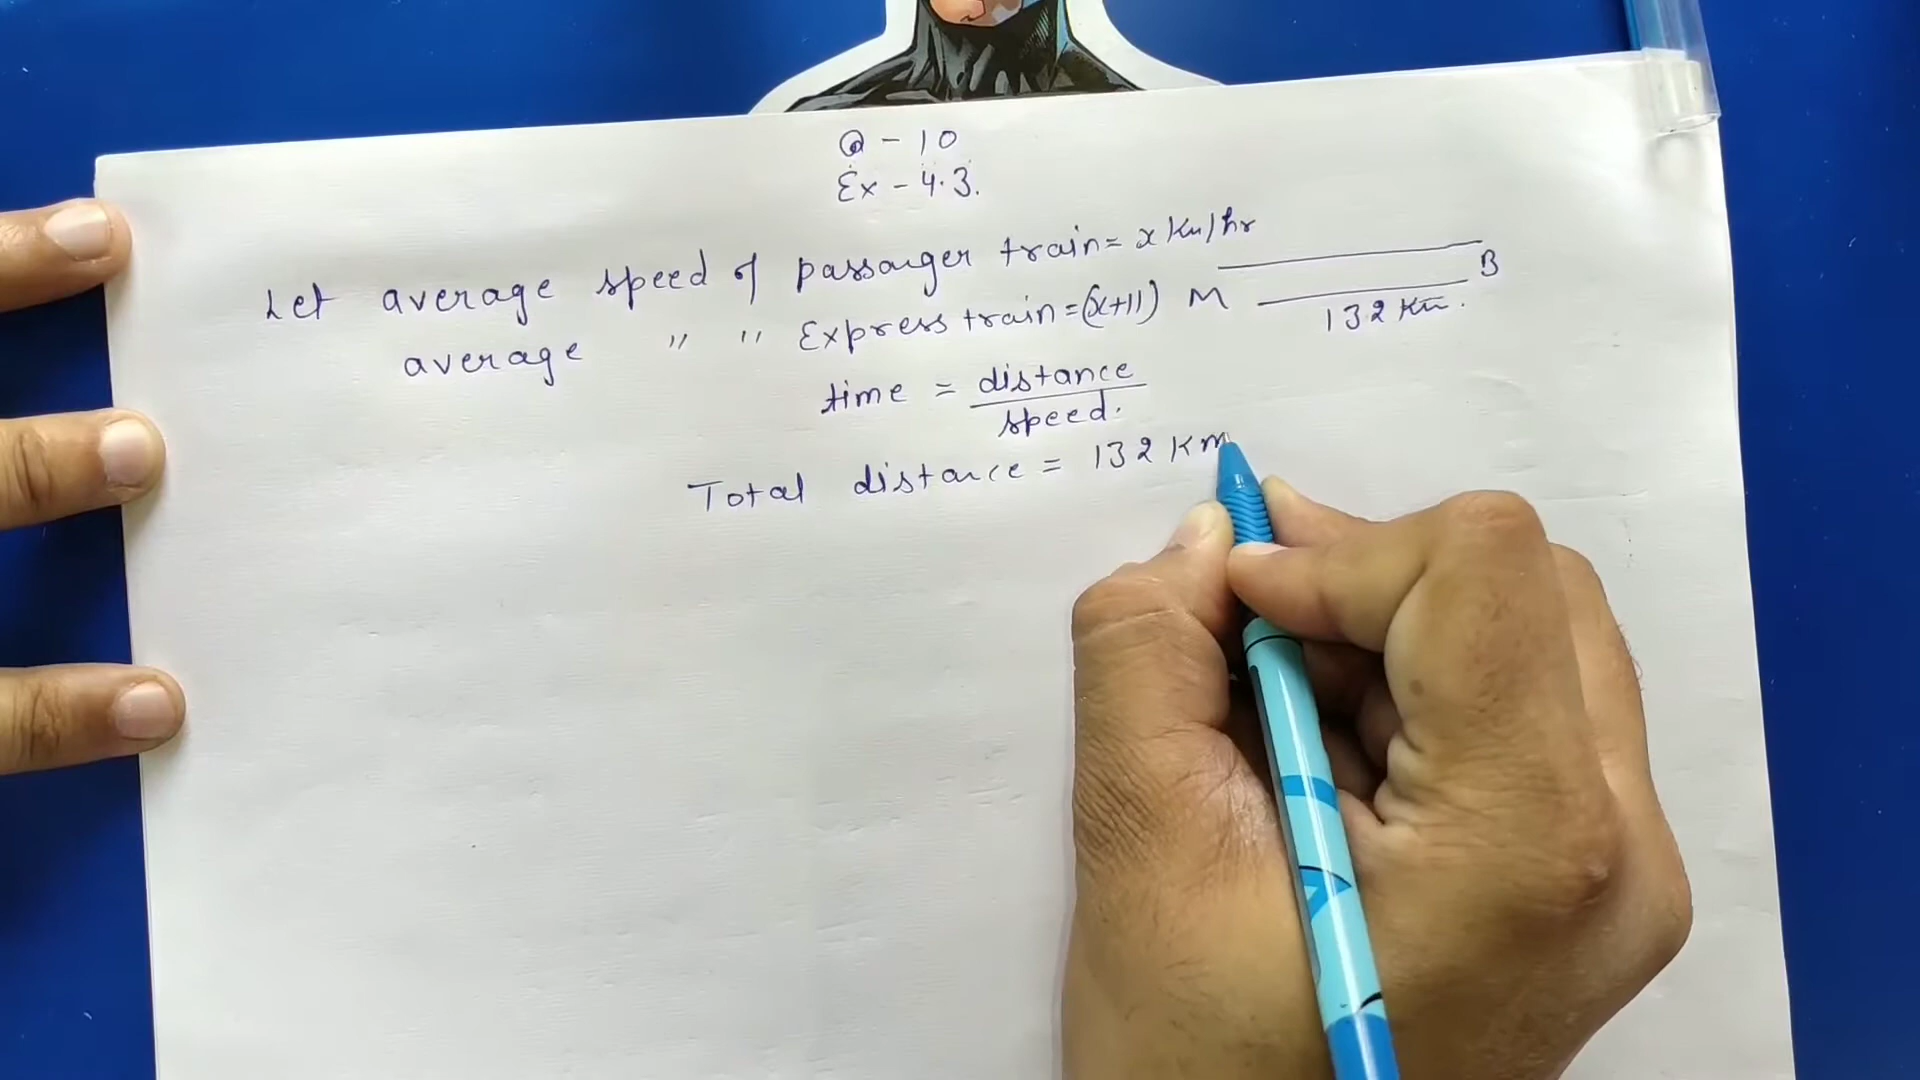 Q - 10
Ex - 4.3.
Let average speed of passanger train = x Km/hr
average " " Express train = (x+11)
M B
132 Km.
time = distance
speed.
Total distance = 132 Km